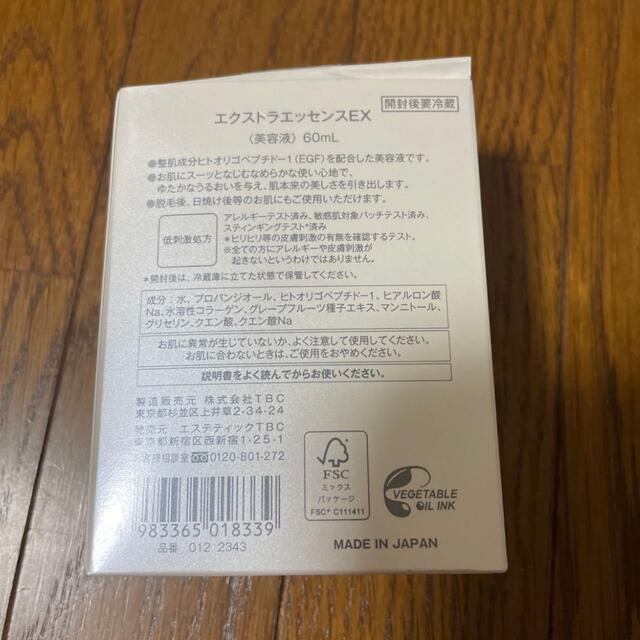 エクストラエッセンスEX
開封後要冷蔵
〈美容液〉 60mL
●整肌成分ヒトオリゴペプチド-1(EGF)を配合した美容液です。
●お肌にスーッとなじむなめらかな使い心地で、
ゆたかなうるおいを与え、肌本来の美しさを引き出します。
●脱毛後、日焼け後等のお肌にもご使用いただけます。
低刺激処方
アレルギーテスト済み、敏感肌対象パッチテスト済み、
スティンギングテスト*済み
*ヒリヒリ等の皮膚刺激の有無を確認するテスト。
※全ての方にアレルギーや皮膚刺激が
起きないというわけではありません。
*開封後は、冷蔵庫に立てた状態で保管してください。
成分:水、プロパンジオール、ヒトオリゴペプチド-1、ヒアルロン酸
Na、水溶性コラーゲン、グレープフルーツ種子エキス、マンニトール、
グリセリン、クエン酸、クエン酸Na
お肌に異常が生じていないか、よく注意して使用してください。
お肌に合わないときは、ご使用をおやめください。
説明書をよく読んでからお使いください。
製造販売元 株式会社TBC
東京都杉並区上井草2-34-24
発売元 エステティックTBC
東京都新宿区西新宿1-25-1
お客様相談室 0120-801-272
983365 018339
品番 012 2343
FSC
ミックス
パッケージ
FSC® C111411
VEGETABLE
OIL INK
MADE IN JAPAN